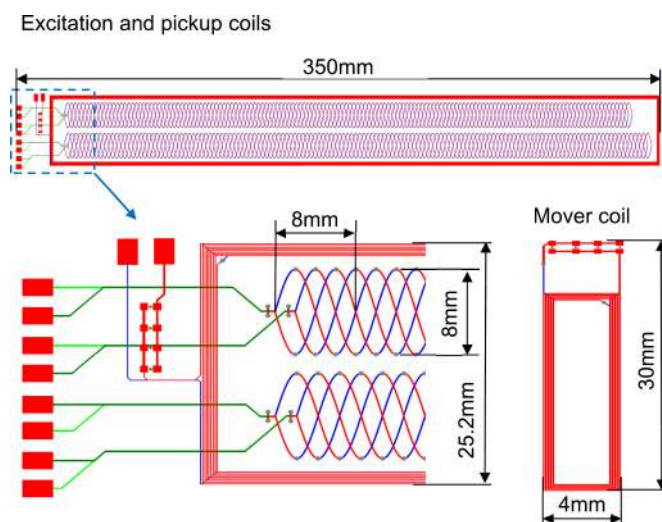 Excitation and pickup coils
350mm
8mm
Mover coil
8mm
25.2mm
30mm
4mm